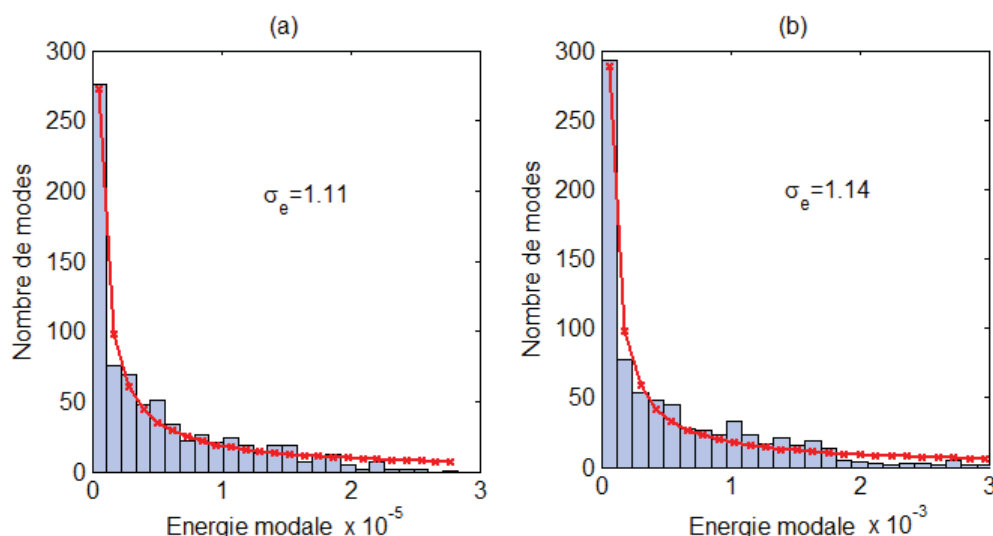 (a)
300
250
200
150
100
50
0
0 1 2 3
Nombre de modes
σe=1.11
Energie modale x 10-5
(b)
300
250
200
150
100
50
0
0 1 2 3
Nombre de modes
σe=1.14
Energie modale x 10-3